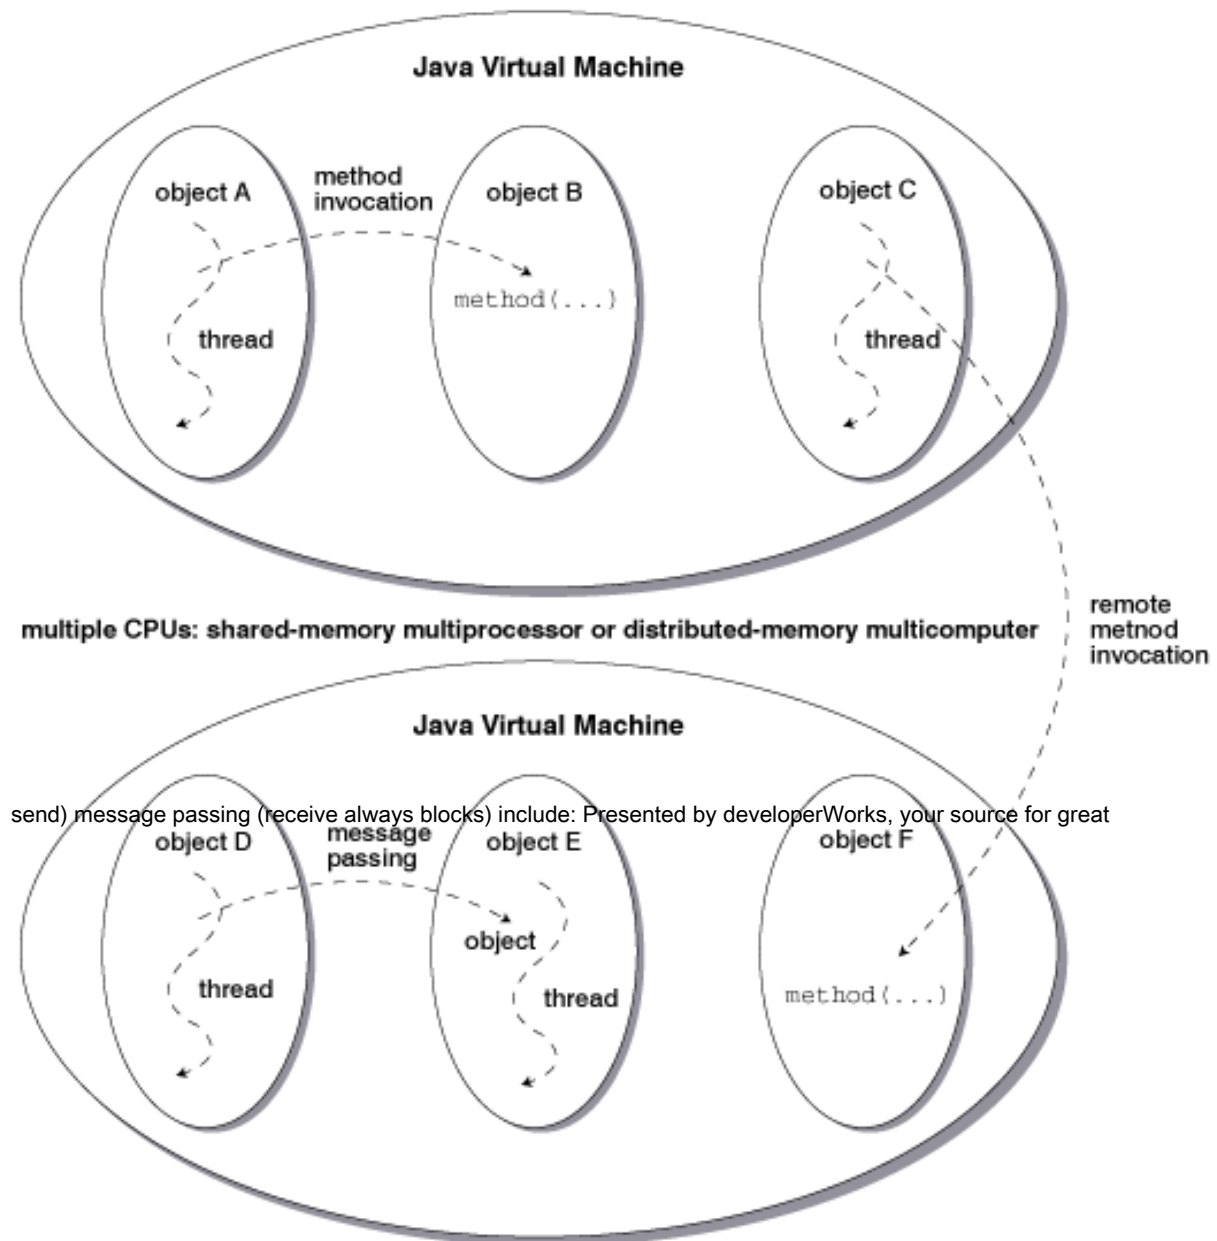 Java Virtual Machine
object A
method
invocation
object B
object C
method(...)
thread
thread
remote
metnod
invocation
multiple CPUs: shared-memory multiprocessor or distributed-memory multicomputer
Java Virtual Machine
send) message passing (receive always blocks) include: Presented by developerWorks, your source for great
object D
message
passing
object E
object F
object
thread
thread
method(...)